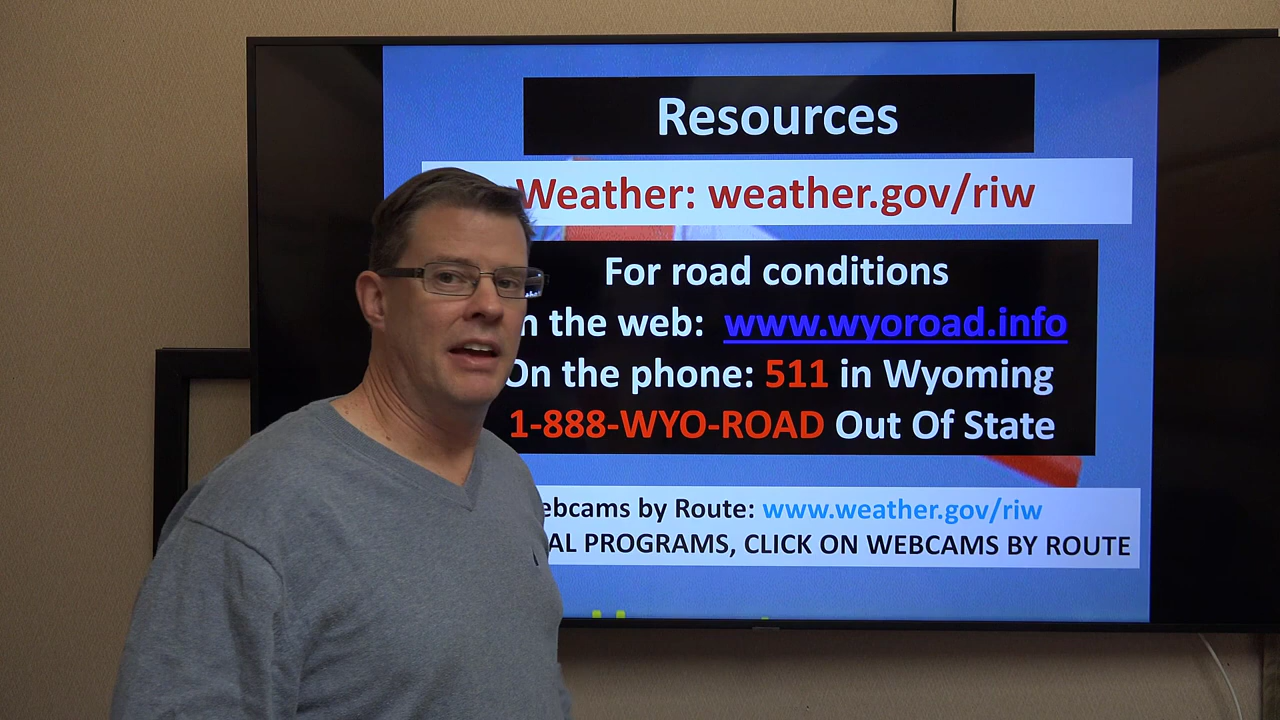 Resources
Weather: weather.gov/riw
For road conditions
the web: www.wyoroad.info
On the phone: 511 in Wyoming
1-888-WYO-ROAD Out Of State
by Route: www.weather.gov/riw
PROGRAMS, CLICK ON WEBCAMS BY ROUTE